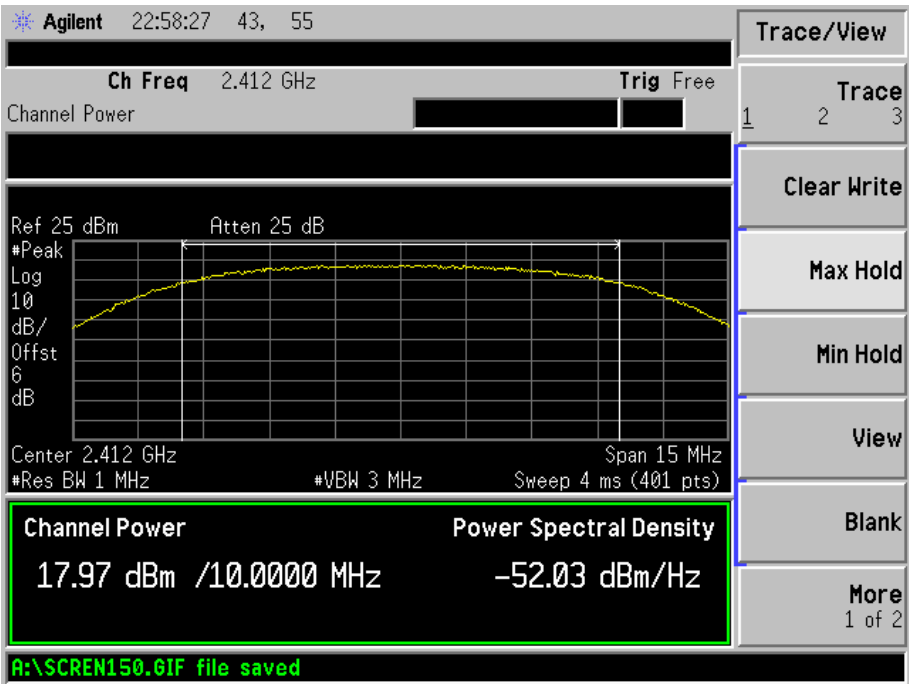 Agilent 22:58:27 43, 55
Trace/View
Ch Freq 2.412 GHz Trig Free
Channel Power
Trace
1 2 3
Clear Write
Max Hold
Min Hold
View
Blank
More
1 of 2
Ref 25 dBm Atten 25 dB
#Peak
Log
10
dB/
Offst
6
dB
Center 2.412 GHz Span 15 MHz
#Res BW 1 MHz #VBW 3 MHz Sweep 4 ms (401 pts)
Channel Power Power Spectral Density
17.97 dBm /10.0000 MHz -52.03 dBm/Hz
A:\SCREN150.GIF file saved